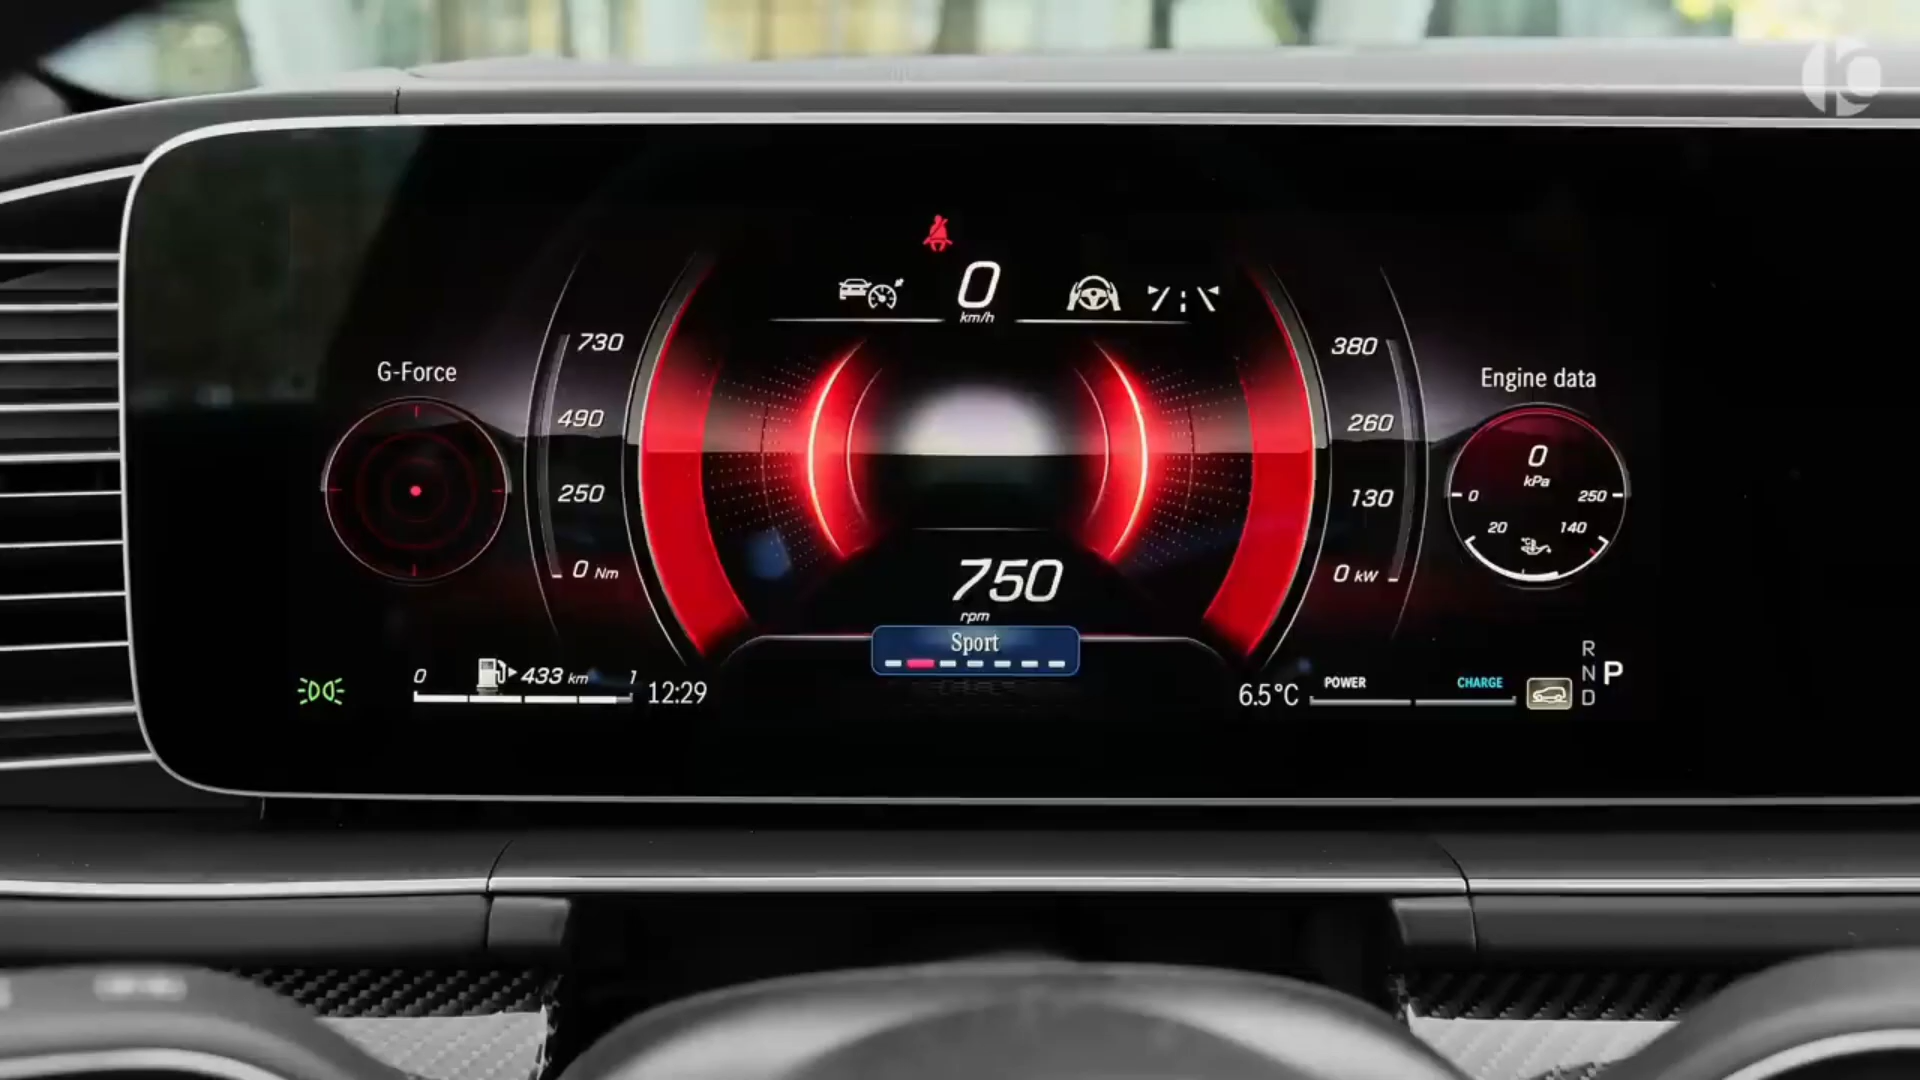 0
km/h
G-Force
730
490
250
0 Nm
380
260
130
0 kW
Engine data
0
kPa
0
250
20
140
°C
750
rpm
Sport
0
433 km
1
12:29
6.5°C
POWER
CHARGE
R
N
D
P